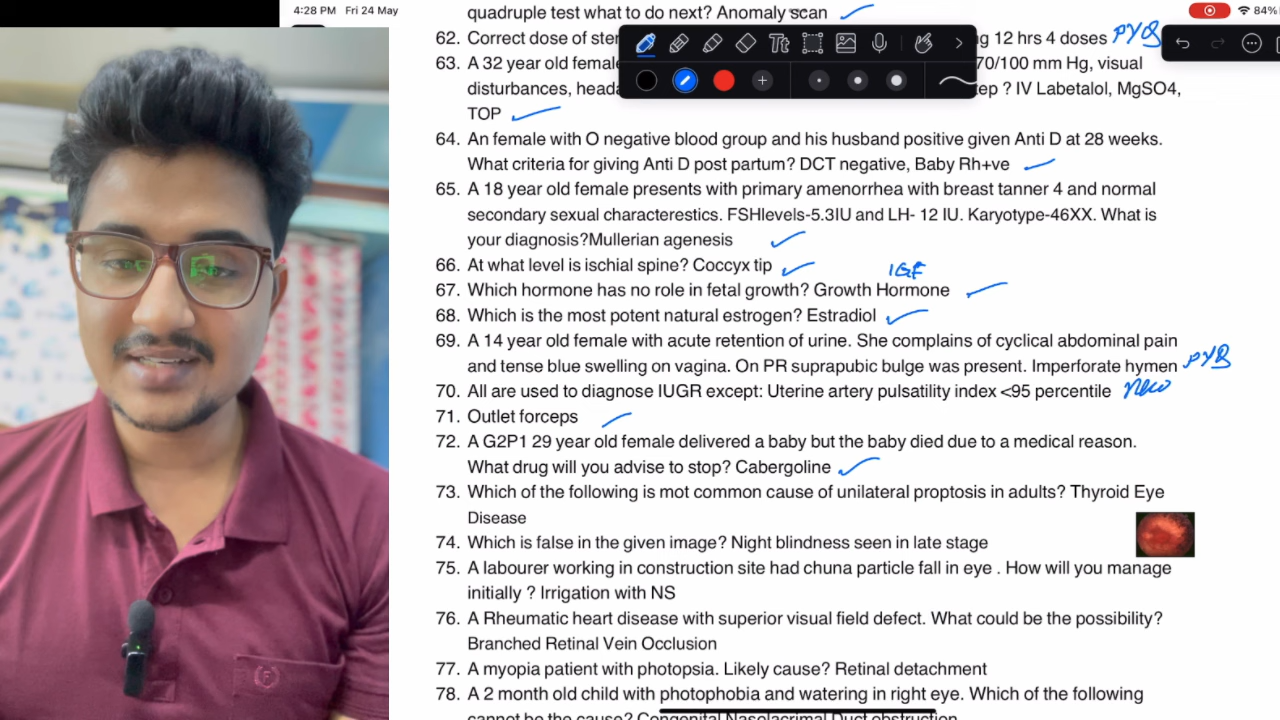 4:28 PM Fri 24 May
84%
quadruple test what to do next? Anomaly scan
62. Correct dose of ster g 12 hrs 4 doses PYQ
63. A 32 year old female 70/100 mm Hg, visual
disturbances, heada ep ? IV Labetalol, MgSO4,
TOP
64. An female with O negative blood group and his husband positive given Anti D at 28 weeks.
What criteria for giving Anti D post partum? DCT negative, Baby Rh+ve
65. A 18 year old female presents with primary amenorrhea with breast tanner 4 and normal
secondary sexual characterestics. FSHlevels-5.3IU and LH- 12 IU. Karyotype-46XX. What is
your diagnosis?Mullerian agenesis
66. At what level is ischial spine? Coccyx tip
IGF
67. Which hormone has no role in fetal growth? Growth Hormone
68. Which is the most potent natural estrogen? Estradiol
69. A 14 year old female with acute retention of urine. She complains of cyclical abdominal pain
and tense blue swelling on vagina. On PR suprapubic bulge was present. Imperforate hymen PYQ
70. All are used to diagnose IUGR except: Uterine artery pulsatility index <95 percentile new
71. Outlet forceps
72. A G2P1 29 year old female delivered a baby but the baby died due to a medical reason.
What drug will you advise to stop? Cabergoline
73. Which of the following is mot common cause of unilateral proptosis in adults? Thyroid Eye
Disease
74. Which is false in the given image? Night blindness seen in late stage
75. A labourer working in construction site had chuna particle fall in eye . How will you manage
initially ? Irrigation with NS
76. A Rheumatic heart disease with superior visual field defect. What could be the possibility?
Branched Retinal Vein Occlusion
77. A myopia patient with photopsia. Likely cause? Retinal detachment
78. A 2 month old child with photophobia and watering in right eye. Which of the following
cannot be the cause? Congenital Nasolacrimal Duct obstruction